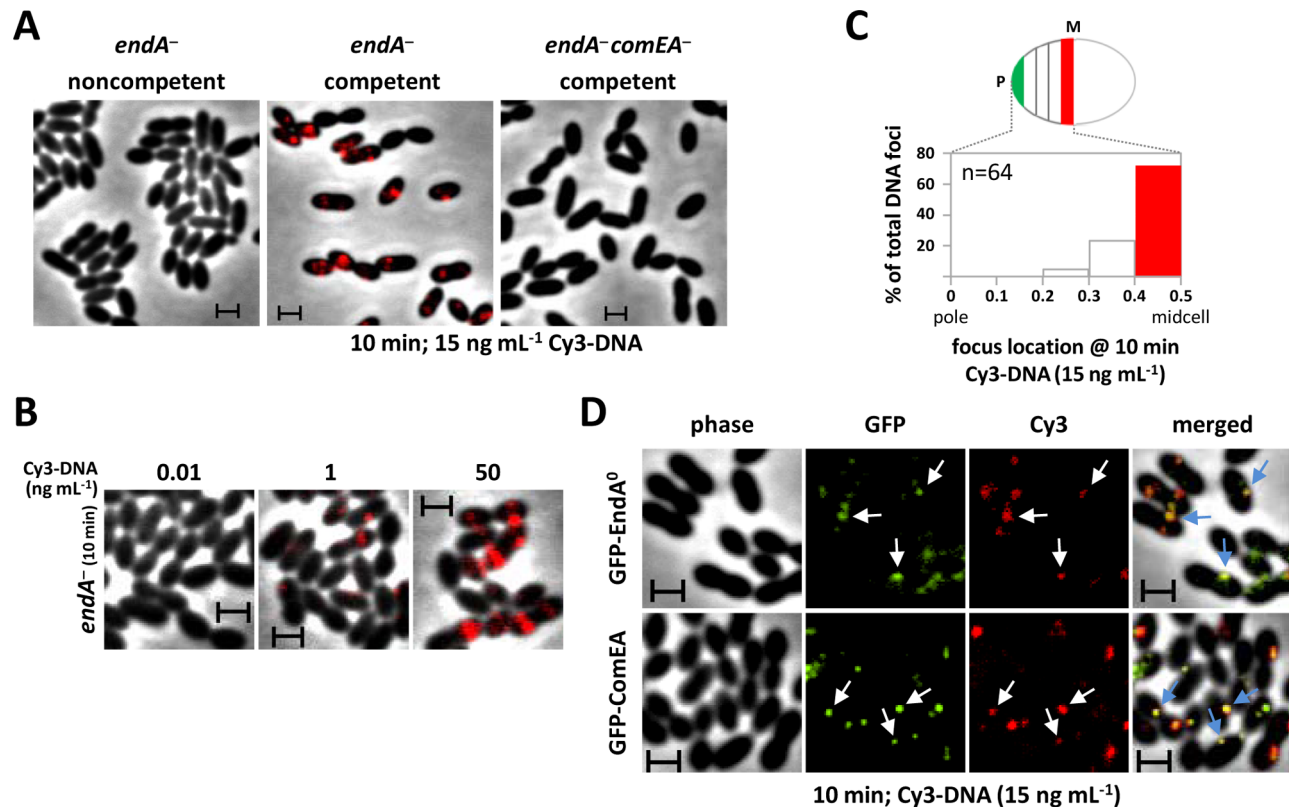 A
endA⁻
noncompetent
endA⁻
competent
endA⁻comEA⁻
competent
10 min; 15 ng mL⁻¹ Cy3-DNA
B
Cy3-DNA
(ng mL⁻¹)
0.01
1
50
endA⁻ (10 min)
C
M
P
% of total DNA foci
80
60
40
20
n=64
0
0.1
0.2
0.3
0.4
0.5
pole
midcell
focus location @ 10 min
Cy3-DNA (15 ng mL⁻¹)
D
phase
GFP
Cy3
merged
GFP-EndA⁰
GFP-ComEA
10 min; Cy3-DNA (15 ng mL⁻¹)